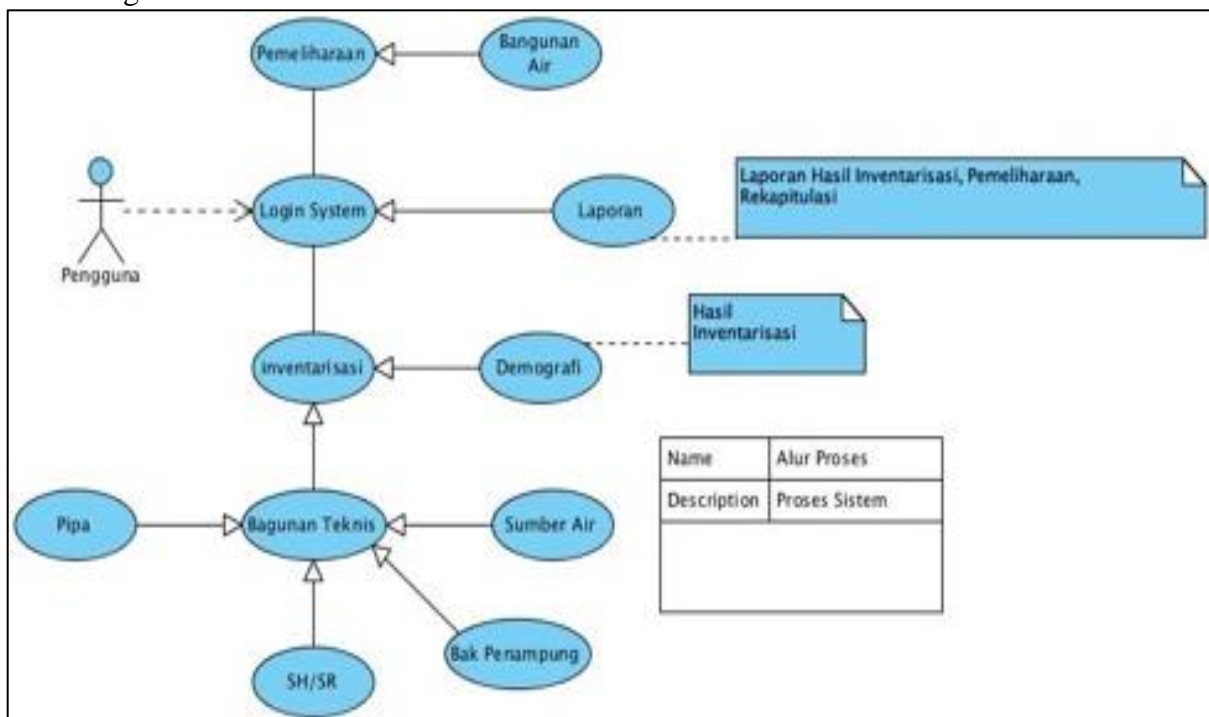 Pemeliharaan
Bangunan
Air
Login System
Laporan
Laporan Hasil Inventarisasi, Pemeliharaan,
Rekapitulasi
Pengguna
Hasil
Inventarisasi
inventarisasi
Demografi
Name
Alur Proses
Description
Proses Sistem
Pipa
Bagunan Teknis
Sumber Air
Bak Penampung
SH/SR